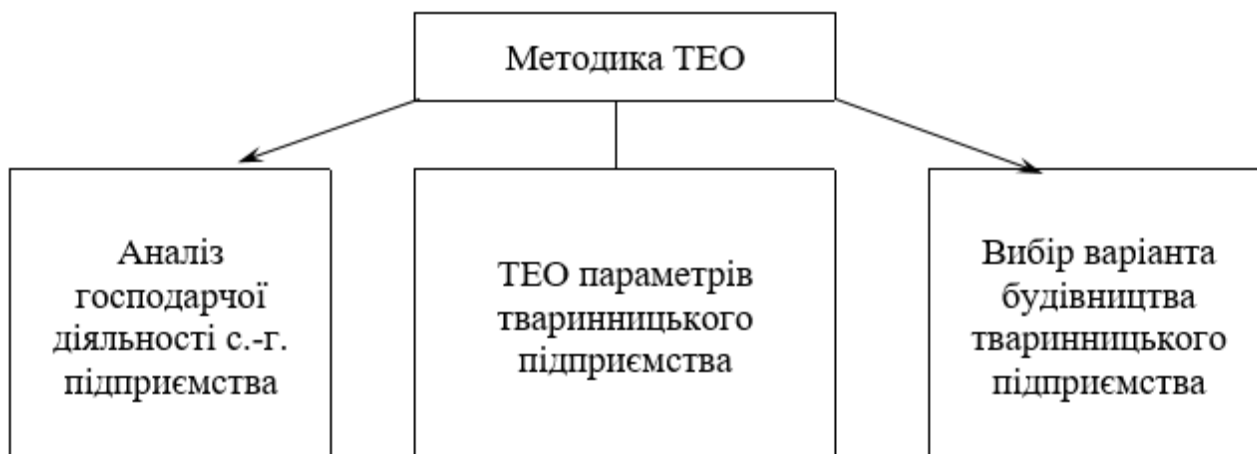 Методика ТЕО
Аналіз
господарчої
діяльності с.-г.
підприємства
ТЕО параметрів
тваринницького
підприємства
Вибір варіанта
будівництва
тваринницького
підприємства